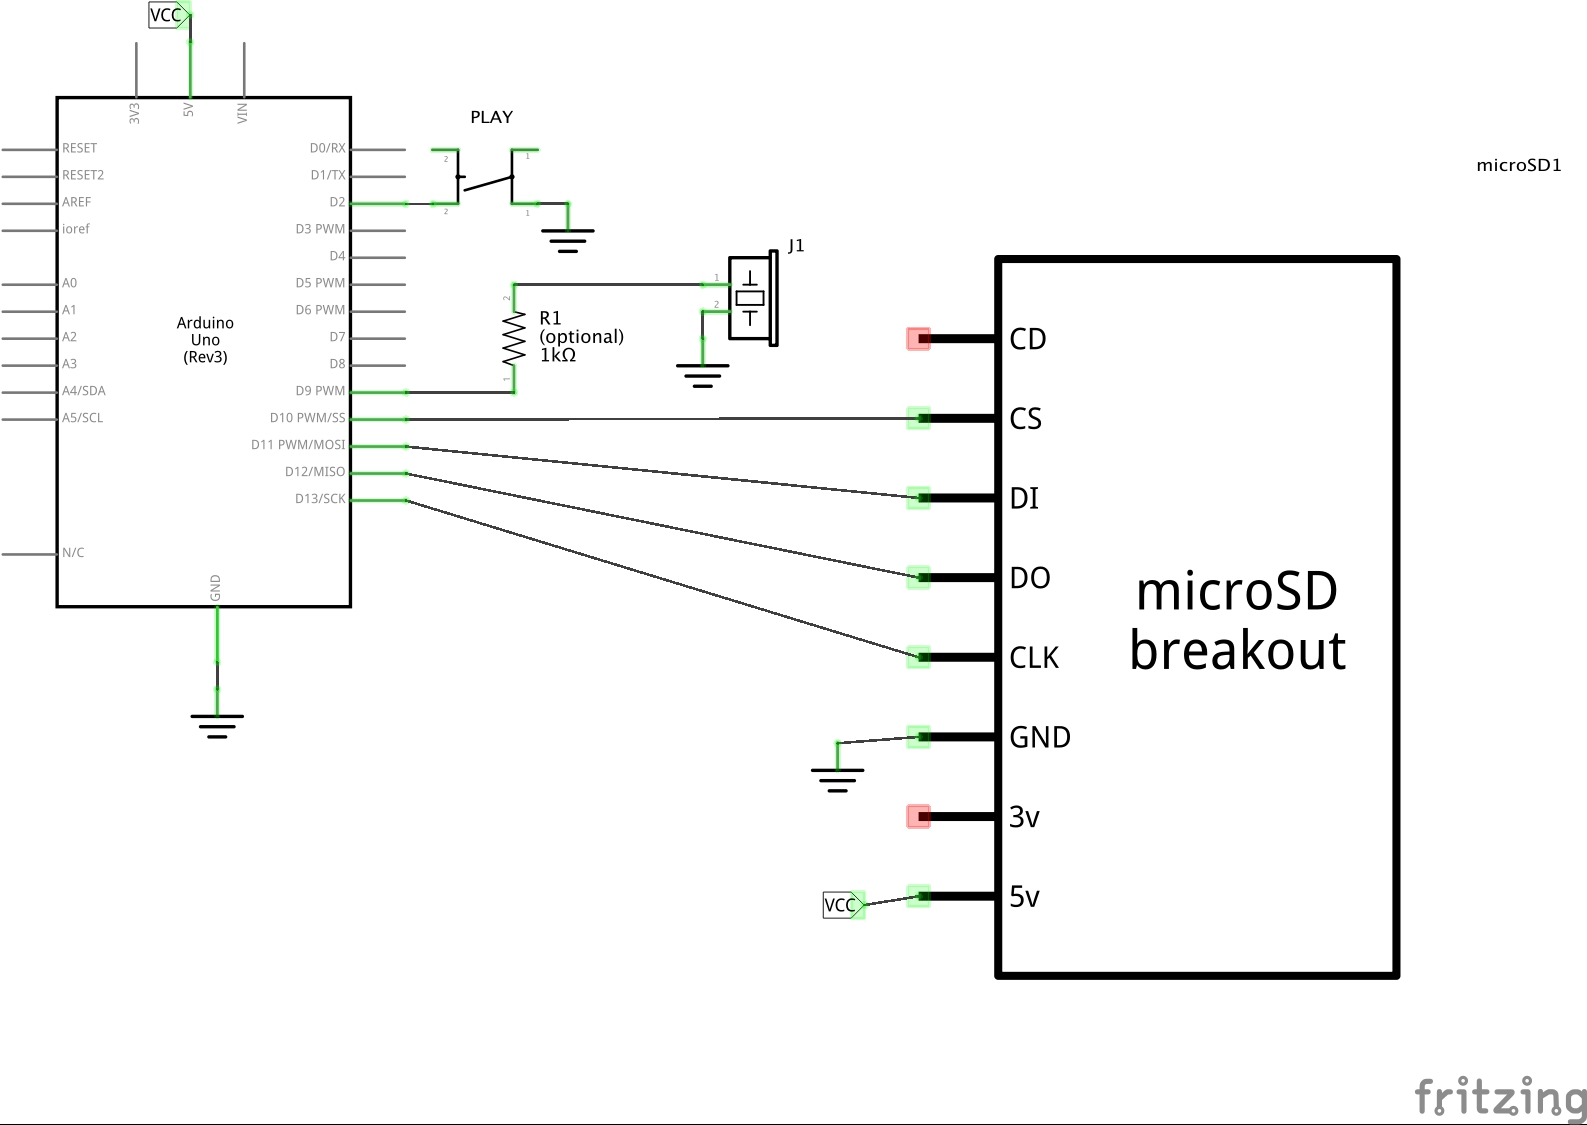 VCC
3V3
5V
VIN
RESET
RESET2
AREF
ioref
A0
A1
A2
A3
A4/SDA
A5/SCL
N/C
Arduino
Uno
(Rev3)
D0/RX
D1/TX
D2
D3 PWM
D4
D5 PWM
D6 PWM
D7
D8
D9 PWM
D10 PWM/SS
D11 PWM/MOSI
D12/MISO
D13/SCK
GND
PLAY
2
1
2
1
J1
1
2
2
R1
(optional)
1kΩ
1
microSD1
CD
CS
DI
DO
CLK
GND
3v
5v
microSD
breakout
VCC
fritzing